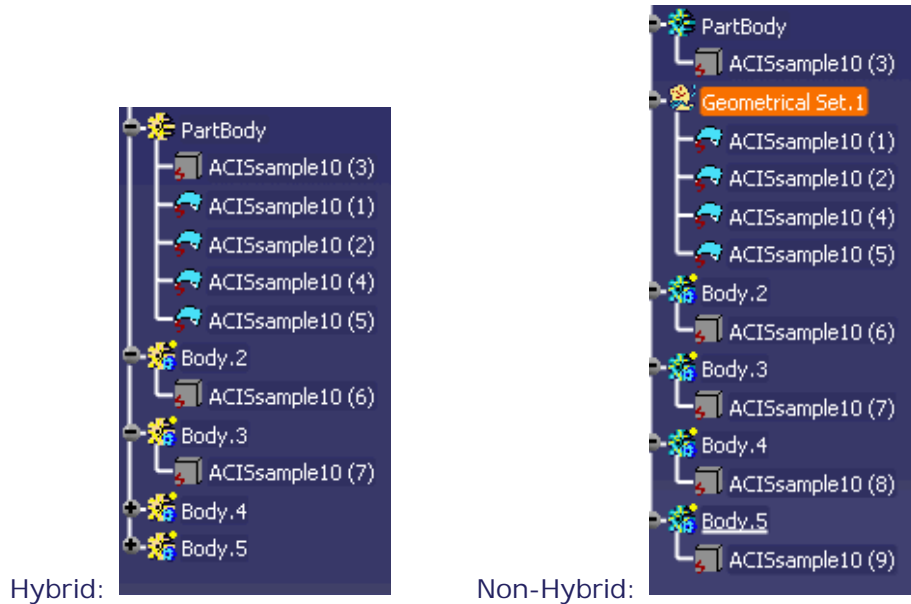 Hybrid:
PartBody
ACISsample10 (3)
ACISsample10 (1)
ACISsample10 (2)
ACISsample10 (4)
ACISsample10 (5)
Body.2
ACISsample10 (6)
Body.3
ACISsample10 (7)
Body.4
Body.5
Non-Hybrid:
PartBody
ACISsample10 (3)
Geometrical Set.1
ACISsample10 (1)
ACISsample10 (2)
ACISsample10 (4)
ACISsample10 (5)
Body.2
ACISsample10 (6)
Body.3
ACISsample10 (7)
Body.4
ACISsample10 (8)
Body.5
ACISsample10 (9)